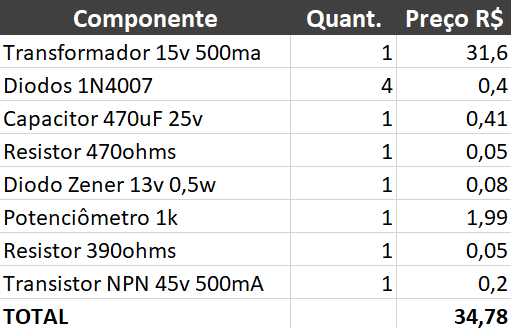 Componente Quant. Preço R$
Transformador 15v 500ma 1 31,6
Diodos 1N4007 4 0,4
Capacitor 470uF 25v 1 0,41
Resistor 470ohms 1 0,05
Diodo Zener 13v 0,5w 1 0,08
Potenciômetro 1k 1 1,99
Resistor 390ohms 1 0,05
Transistor NPN 45v 500mA 1 0,2
TOTAL 34,78